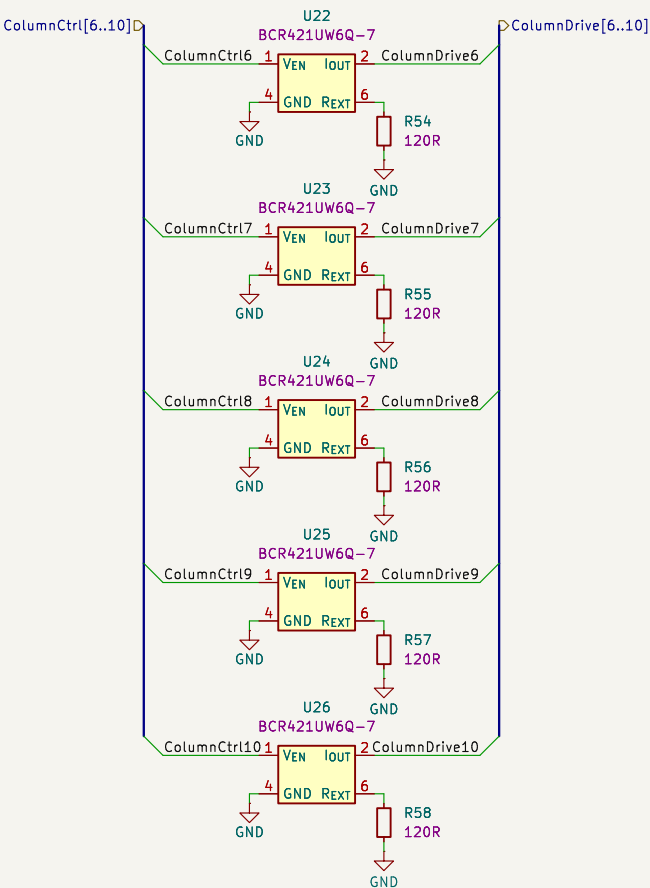 U22
ColumnCtrl[6..10] ColumnDrive[6..10]
BCR421UW6Q-7
ColumnCtrl6 1 VEN IOUT 2 ColumnDrive6
4 GND REXT 6
R54
GND 120R
GND
U23
BCR421UW6Q-7
ColumnCtrl7 1 VEN IOUT 2 ColumnDrive7
4 GND REXT 6
R55
GND 120R
GND
U24
BCR421UW6Q-7
ColumnCtrl8 1 VEN IOUT 2 ColumnDrive8
4 GND REXT 6
R56
GND 120R
GND
U25
BCR421UW6Q-7
ColumnCtrl9 1 VEN IOUT 2 ColumnDrive9
4 GND REXT 6
R57
GND 120R
GND
U26
BCR421UW6Q-7
ColumnCtrl10 1 VEN IOUT 2 ColumnDrive10
4 GND REXT 6
R58
GND 120R
GND